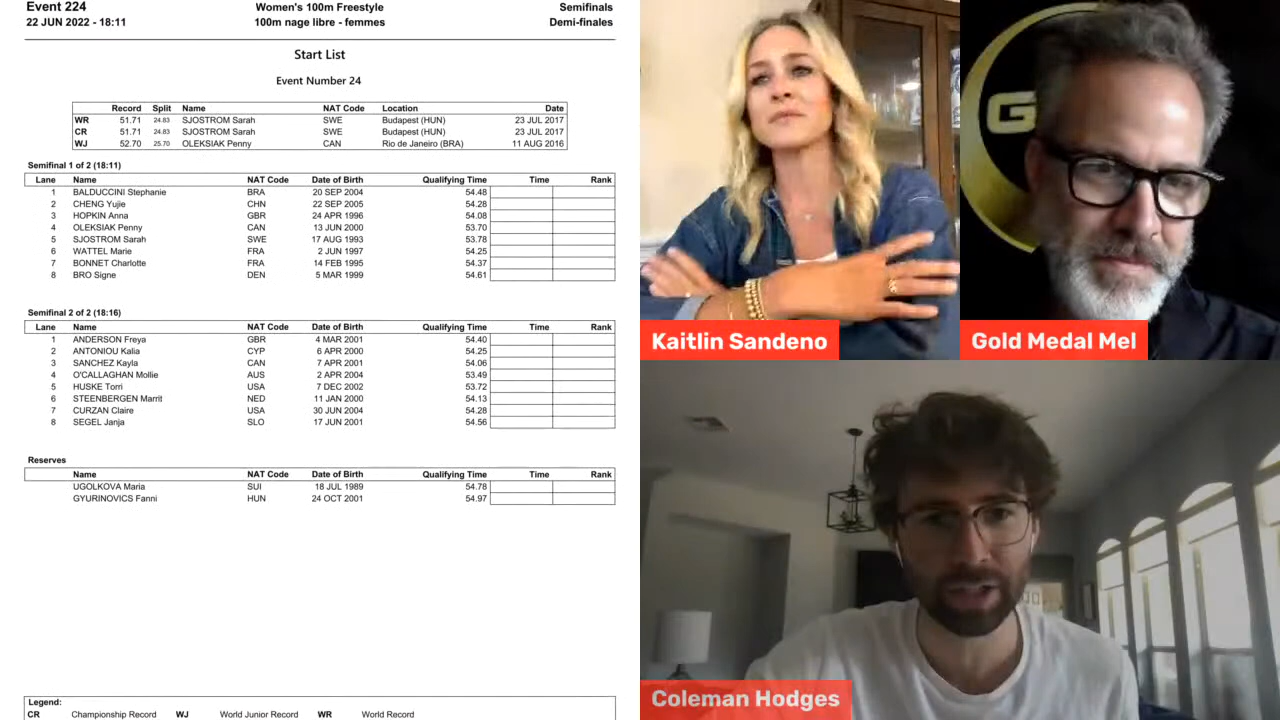 Event 224 Women's 100m Freestyle Semifinals
22 JUN 2022 - 18:11 100m nage libre - femmes Demi-finales
Start List
Event Number 24
Record Split Name NAT Code Location Date
WR 51.71 24.83 SJOSTROM Sarah SWE Budapest (HUN) 23 JUL 2017
CR 51.71 24.83 SJOSTROM Sarah SWE Budapest (HUN) 23 JUL 2017
WJ 52.70 25.70 OLEKSIAK Penny CAN Rio de Janeiro (BRA) 11 AUG 2016
Semifinal 1 of 2 (18:11)
Lane Name NAT Code Date of Birth Qualifying Time Time Rank
1 BALDUCCINI Stephanie BRA 20 SEP 2004 54.48
2 CHENG Yujie CHN 22 SEP 2005 54.28
3 HOPKIN Anna GBR 24 APR 1996 54.08
4 OLEKSIAK Penny CAN 13 JUN 2000 53.70
5 SJOSTROM Sarah SWE 17 AUG 1993 53.78
6 WATTEL Marie FRA 2 JUN 1997 54.25
7 BONNET Charlotte FRA 14 FEB 1995 54.37
8 BRO Signe DEN 5 MAR 1999 54.61
Semifinal 2 of 2 (18:16)
Lane Name NAT Code Date of Birth Qualifying Time Time Rank
1 ANDERSON Freya GBR 4 MAR 2001 54.40
2 ANTONIOU Kalia CYP 6 APR 2000 54.25
3 SANCHEZ Kayla CAN 7 APR 2001 54.06
4 O'CALLAGHAN Mollie AUS 2 APR 2004 53.49
5 HUSKE Torri USA 7 DEC 2002 53.72
6 STEENBERGEN Marrit NED 11 JAN 2000 54.13
7 CURZAN Claire USA 30 JUN 2004 54.28
8 SEGEL Janja SLO 17 JUN 2001 54.56
Reserves
Name NAT Code Date of Birth Qualifying Time Time Rank
UGOLKOVA Maria SUI 18 JUL 1989 54.78
GYURINOVICS Fanni HUN 24 OCT 2001 54.97
Legend:
CR Championship Record WJ World Junior Record WR World Record
G
Kaitlin Sandeno
Gold Medal Mel
Coleman Hodges